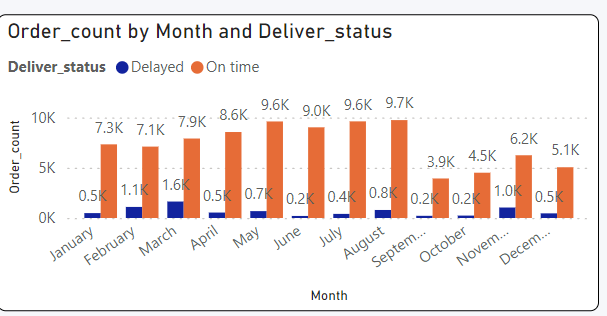 Order_count by Month and Deliver_status
Deliver_status Delayed On time
Order_count
10K
5K
0K
7.3K 7.1K 7.9K 8.6K 9.6K 9.0K 9.6K 9.7K 3.9K 4.5K 6.2K 5.1K
0.5K 1.1K 1.6K 0.5K 0.7K 0.2K 0.4K 0.8K 0.2K 0.2K 1.0K 0.5K
January February March April May June July August Septem... October Novem... Decem...
Month